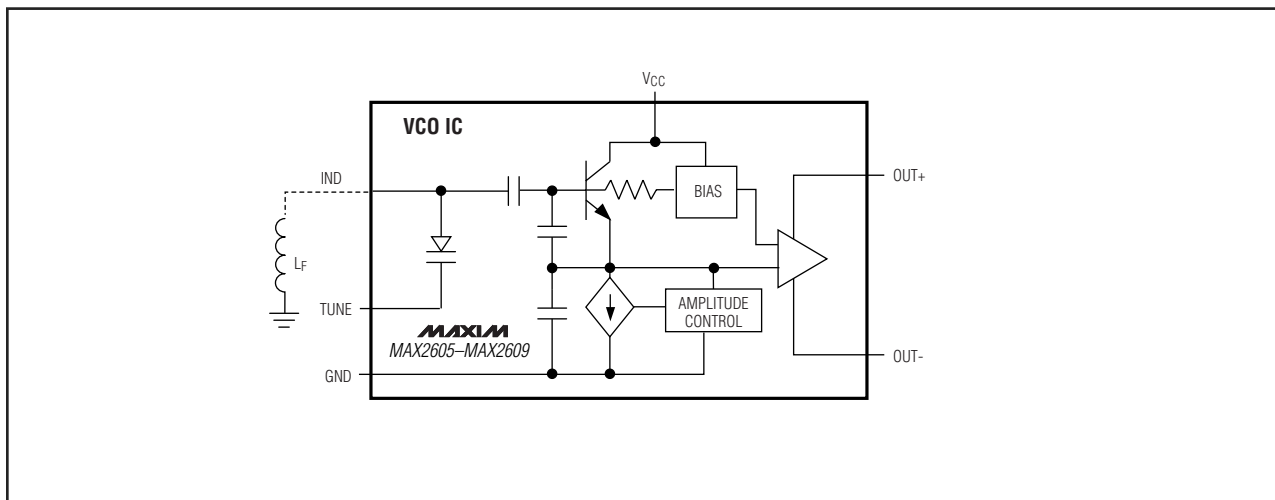 VCC
VCO IC
IND
BIAS
OUT+
LF
TUNE
AMPLITUDE
CONTROL
MAXIM
MAX2605–MAX2609
GND
OUT-